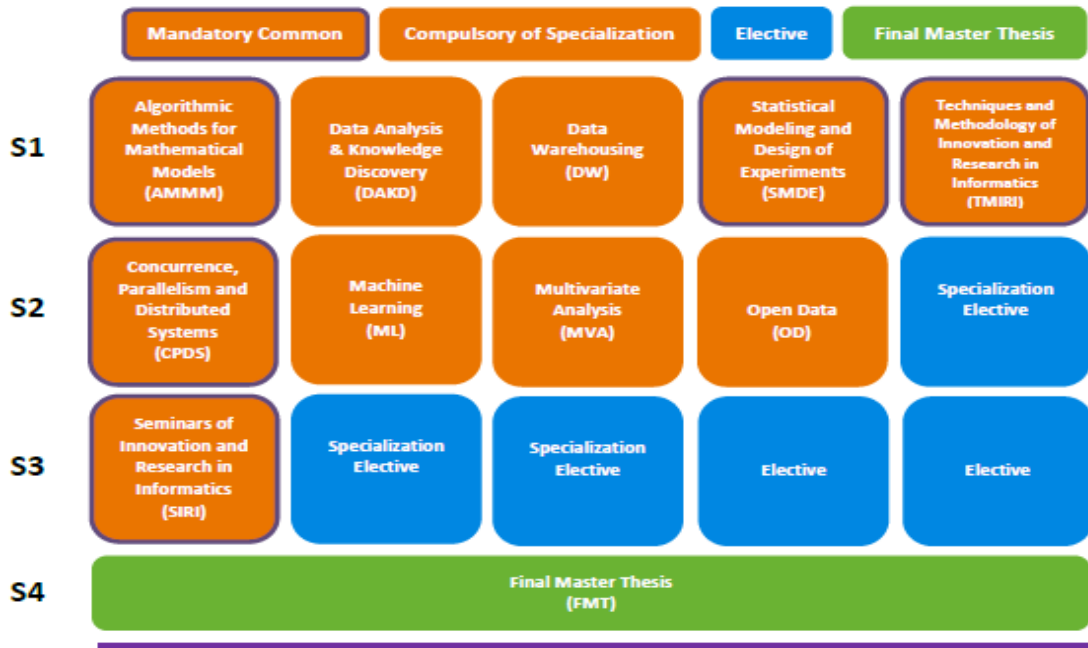 Mandatory Common
Compulsory of Specialization
Elective
Final Master Thesis
S1
Algorithmic
Methods for
Mathematical
Models
(AMMM)
Data Analysis
& Knowledge
Discovery
(DAKD)
Data
Warehousing
(DW)
Statistical
Modeling and
Design of
Experiments
(SMDE)
Techniques and
Methodology of
Innovation and
Research in
Informatics
(TMIRI)
S2
Concurrence,
Parallelism and
Distributed
Systems
(CPDS)
Machine
Learning
(ML)
Multivariate
Analysis
(MVA)
Open Data
(OD)
Specialization
Elective
S3
Seminars of
Innovation and
Research in
Informatics
(SIRI)
Specialization
Elective
Specialization
Elective
Elective
Elective
S4
Final Master Thesis
(FMT)